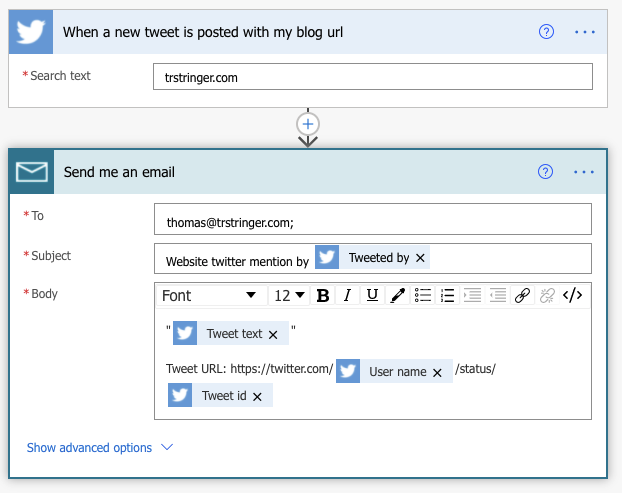 When a new tweet is posted with my blog url ? ...
*Search text trstringer.com
+
Send me an email ? ...
*To thomas@trstringer.com;
*Subject Website twitter mention by Tweeted by ×
*Body Font 12 B I U </>
" Tweet text × "
Tweet URL: https://twitter.com/ User name × /status/
Tweet id ×
Show advanced options